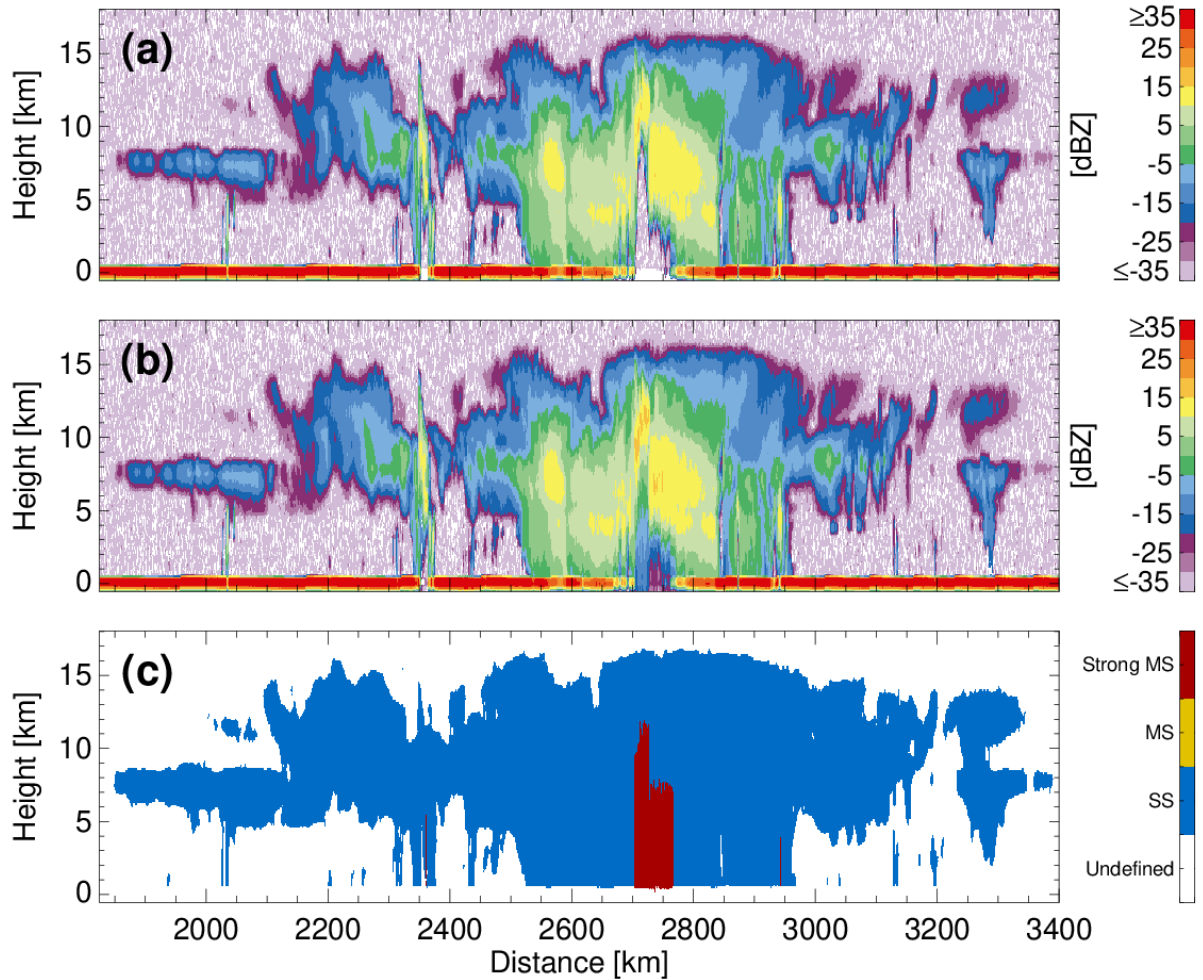 (a)
Height [km]
15
10
5
0
≥35
25
15
5
-5
-15
-25
≤-35
[dBZ]
(b)
Height [km]
15
10
5
0
≥35
25
15
5
-5
-15
-25
≤-35
[dBZ]
(c)
Height [km]
15
10
5
0
Strong MS
MS
SS
Undefined
2000 2200 2400 2600 2800 3000 3200 3400
Distance [km]